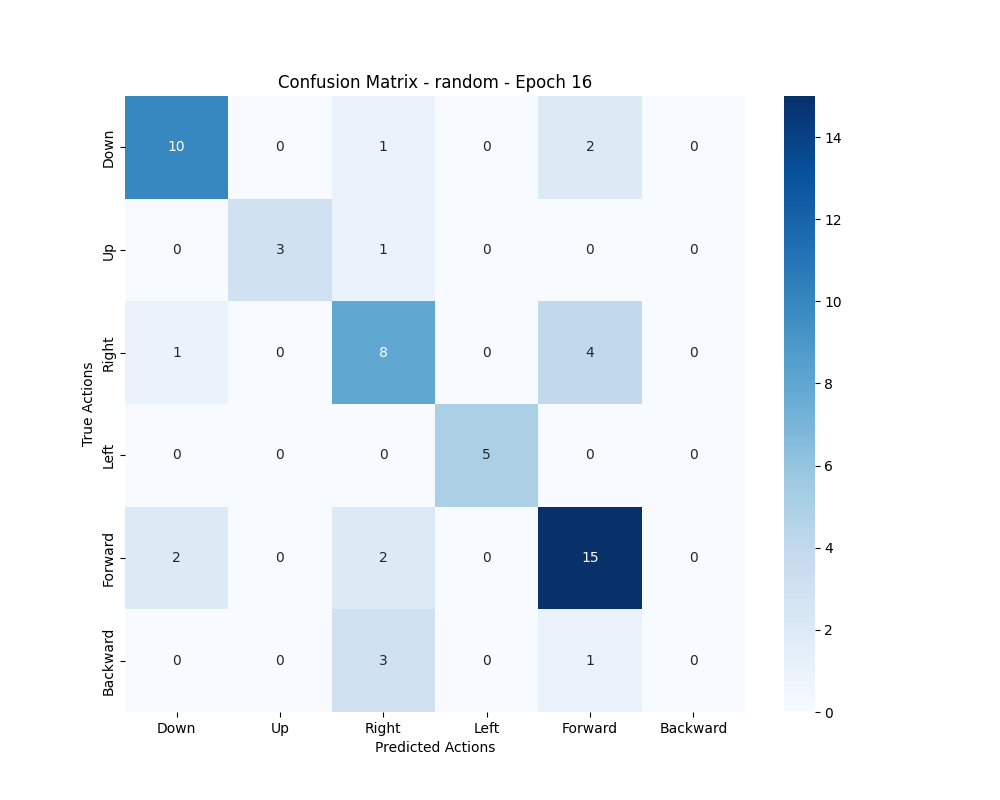 Confusion Matrix - random - Epoch 16
True Actions
Down 10 0 1 0 2 0
Up 0 3 1 0 0 0
Right 1 0 8 0 4 0
Left 0 0 0 5 0 0
Forward 2 0 2 0 15 0
Backward 0 0 3 0 1 0
Down Up Right Left Forward Backward
Predicted Actions
14
12
10
8
6
4
2
0